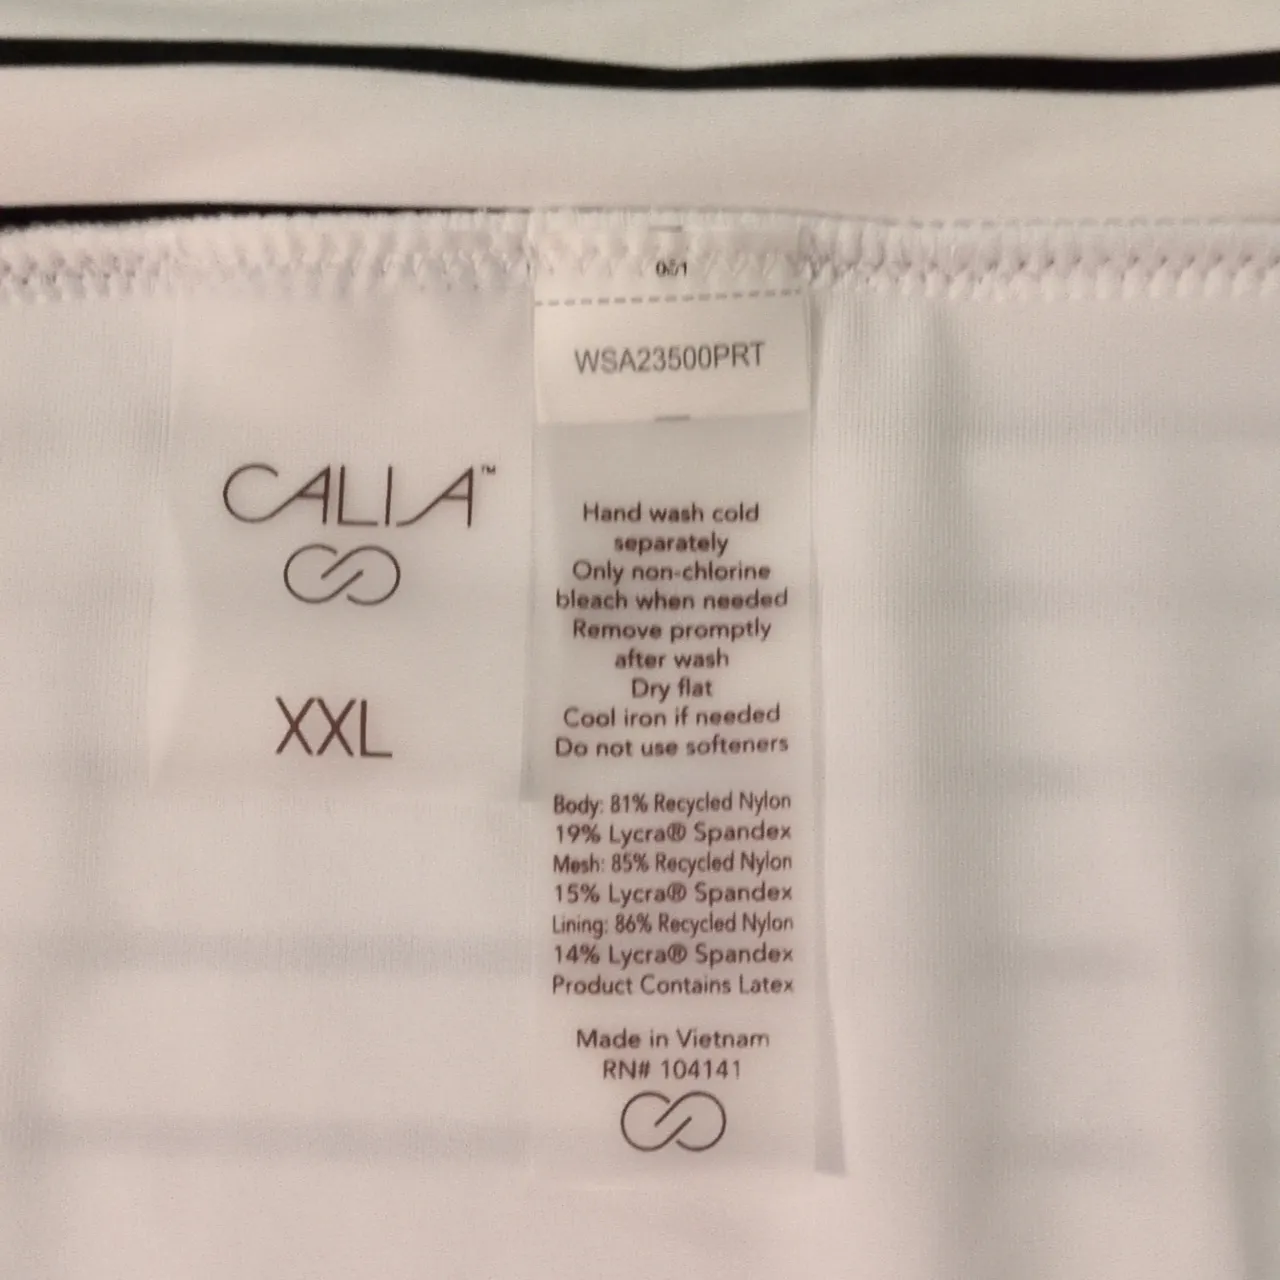 WSA23500PRT
CALIA™
XXL
Hand wash cold
separately
Only non-chlorine
bleach when needed
Remove promptly
after wash
Dry flat
Cool iron if needed
Do not use softeners
Body: 81% Recycled Nylon
19% Lycra® Spandex
Mesh: 85% Recycled Nylon
15% Lycra® Spandex
Lining: 86% Recycled Nylon
14% Lycra® Spandex
Product Contains Latex
Made in Vietnam
RN# 104141